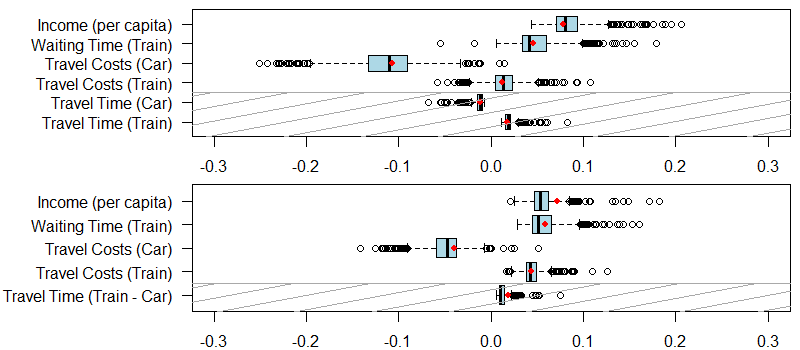 Income (per capita)
Waiting Time (Train)
Travel Costs (Car)
Travel Costs (Train)
Travel Time (Car)
Travel Time (Train)
-0.3 -0.2 -0.1 0.0 0.1 0.2 0.3
Income (per capita)
Waiting Time (Train)
Travel Costs (Car)
Travel Costs (Train)
Travel Time (Train - Car)
-0.3 -0.2 -0.1 0.0 0.1 0.2 0.3